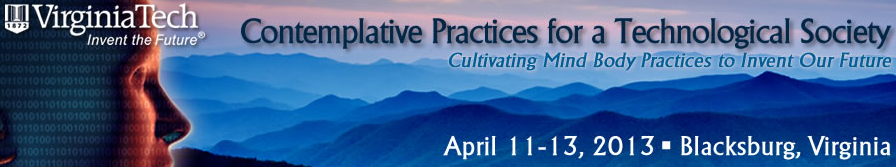 VirginiaTech
1872
Invent the Future®
Contemplative Practices for a Technological Society
Cultivating Mind Body Practices to Invent Our Future
April 11-13, 2013 ▪ Blacksburg, Virginia